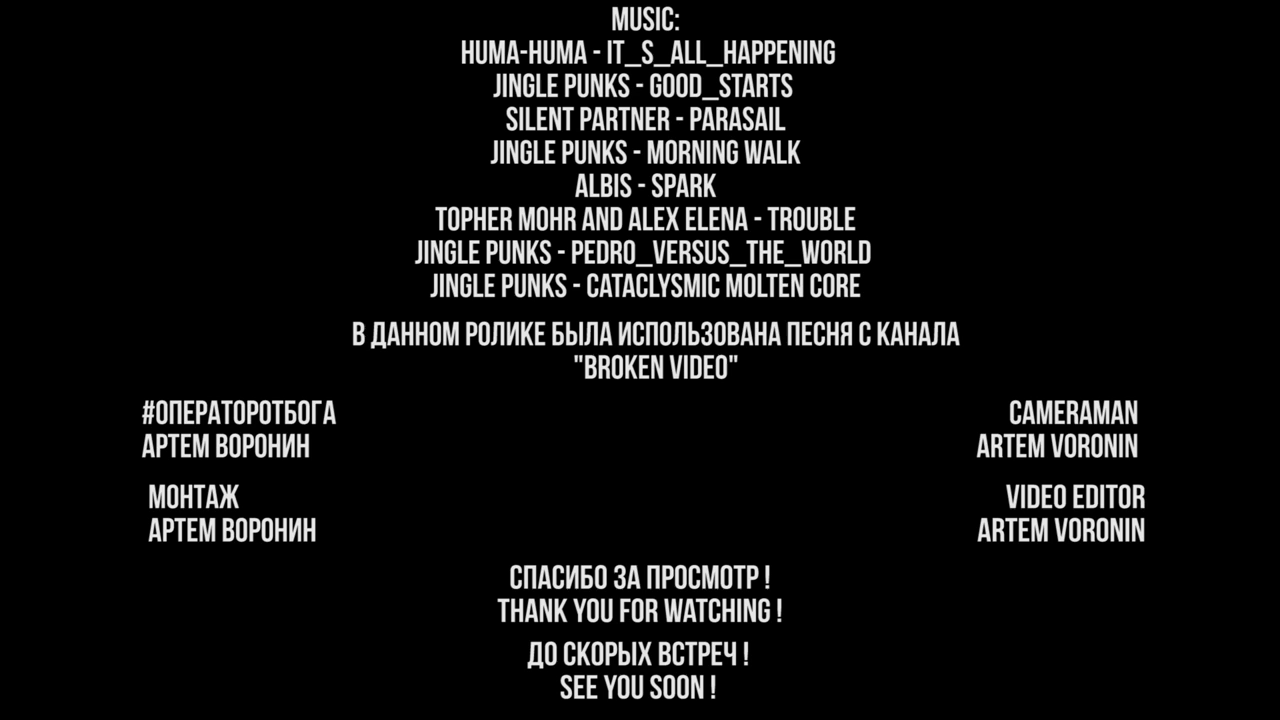 MUSIC:
HUMA-HUMA - IT_S_ALL_HAPPENING
JINGLE PUNKS - GOOD_STARTS
SILENT PARTNER - PARASAIL
JINGLE PUNKS - MORNING WALK
ALBIS - SPARK
TOPHER MOHR AND ALEX ELENA - TROUBLE
JINGLE PUNKS - PEDRO_VERSUS_THE_WORLD
JINGLE PUNKS - CATACLYSMIC MOLTEN CORE
В ДАННОМ РОЛИКЕ БЫЛА ИСПОЛЬЗОВАНА ПЕСНЯ С КАНАЛА
"BROKEN VIDEO"
#ОПЕРАТОРОТБОГА
АРТЕМ ВОРОНИН
CAMERAMAN
ARTEM VORONIN
МОНТАЖ
АРТЕМ ВОРОНИН
VIDEO EDITOR
ARTEM VORONIN
СПАСИБО ЗА ПРОСМОТР !
THANK YOU FOR WATCHING !
ДО СКОРЫХ ВСТРЕЧ !
SEE YOU SOON !